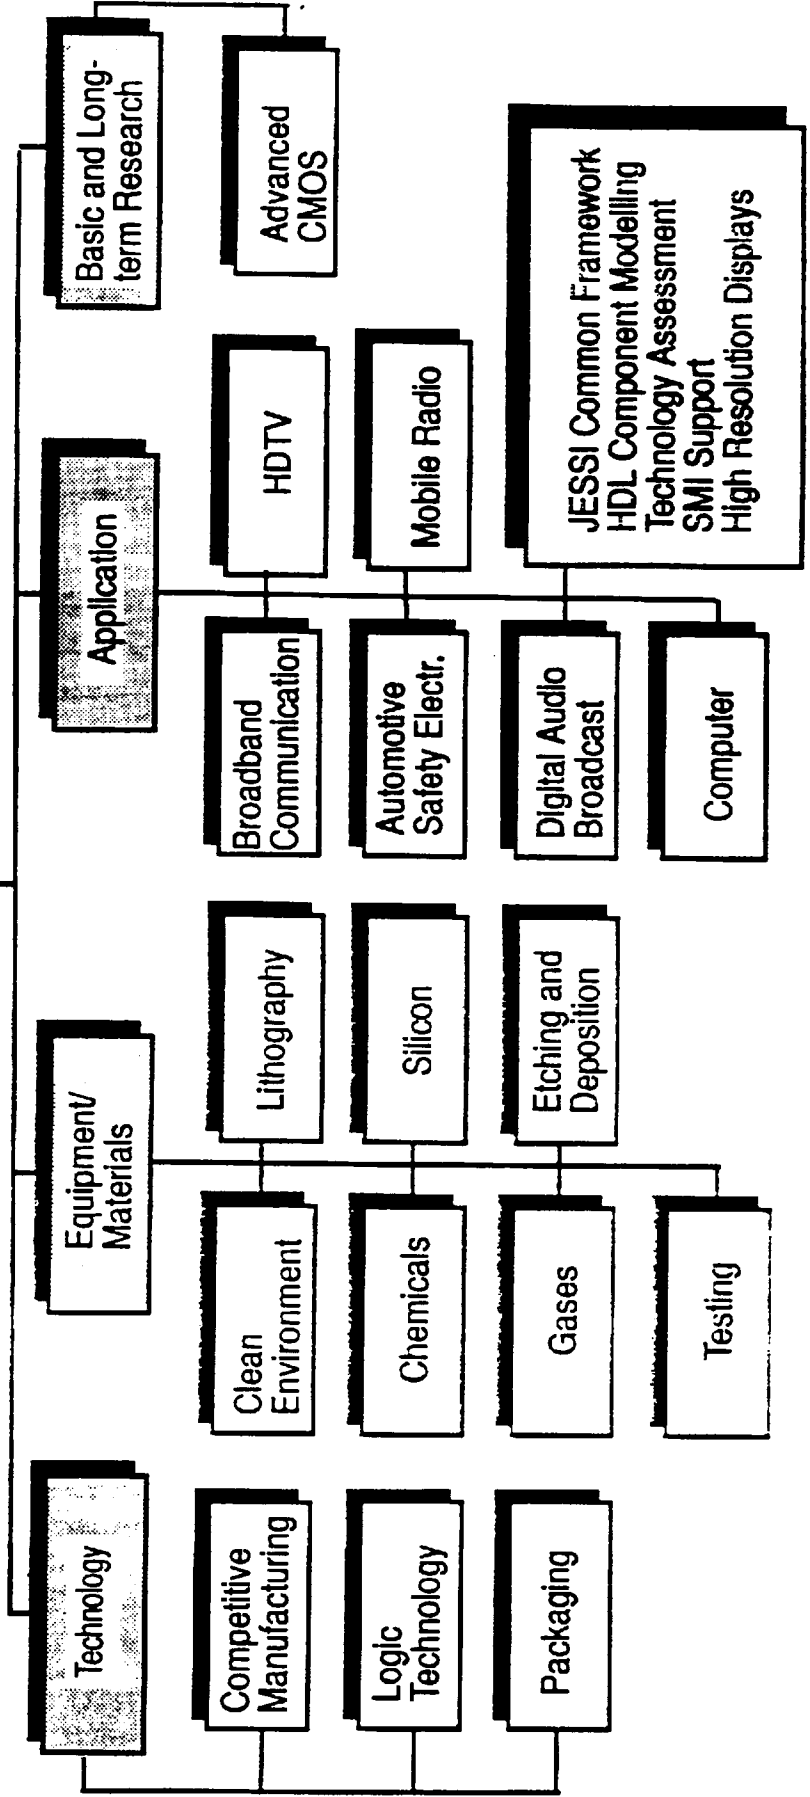 Technology
Equipment/
Materials
Application
Basic and Long-
term Research
Competitive
Manufacturing
Logic
Technology
Packaging
Clean
Environment
Lithography
Chemicals
Silicon
Gases
Etching and
Deposition
Testing
Broadband
Communication
HDTV
Automotive
Safety Electr.
Mobile Radio
Digital Audio
Broadcast
JESSI Common Framework
HDL Component Modelling
Technology Assessment
SMI Support
High Resolution Displays
Computer
Advanced
CMOS